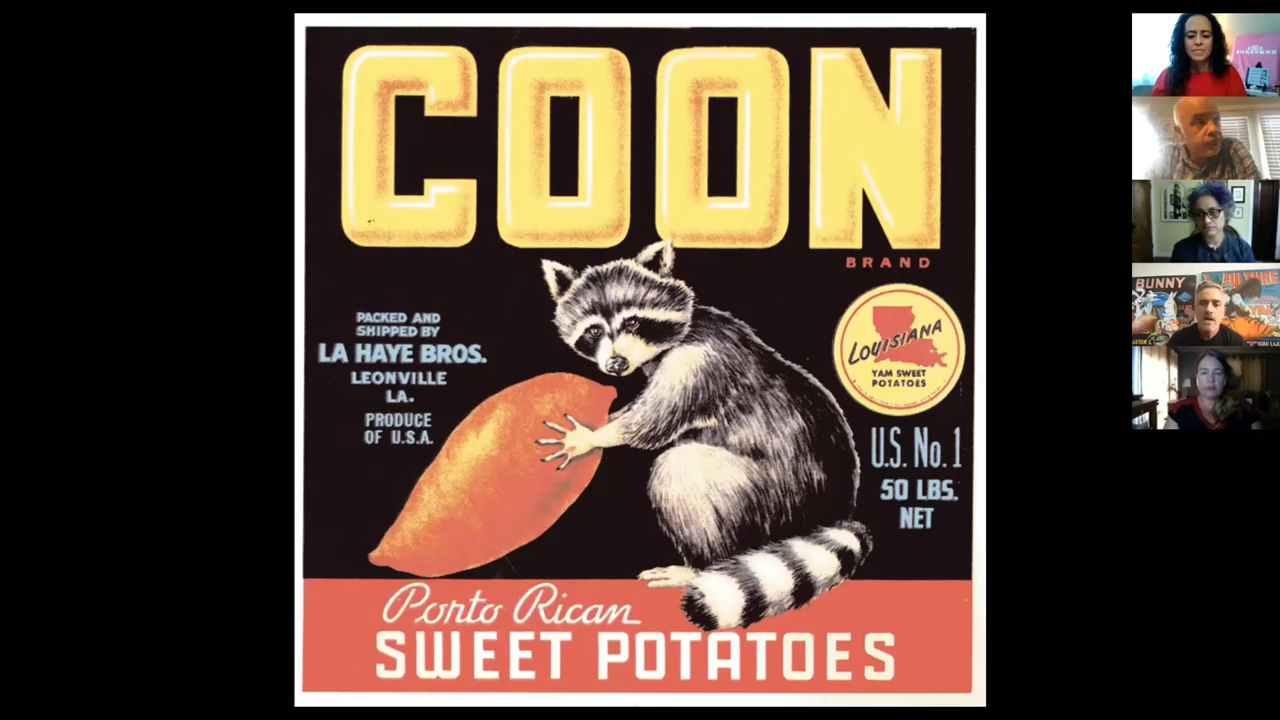 COON
BRAND
PACKED AND
SHIPPED BY
LA HAYE BROS.
LEONVILLE
LA.
PRODUCE
OF U.S.A.
LOUISIANA
YAM SWEET
POTATOES
U.S. No. 1
50 LBS.
NET
Porto Rican
SWEET POTATOES
BUNNY